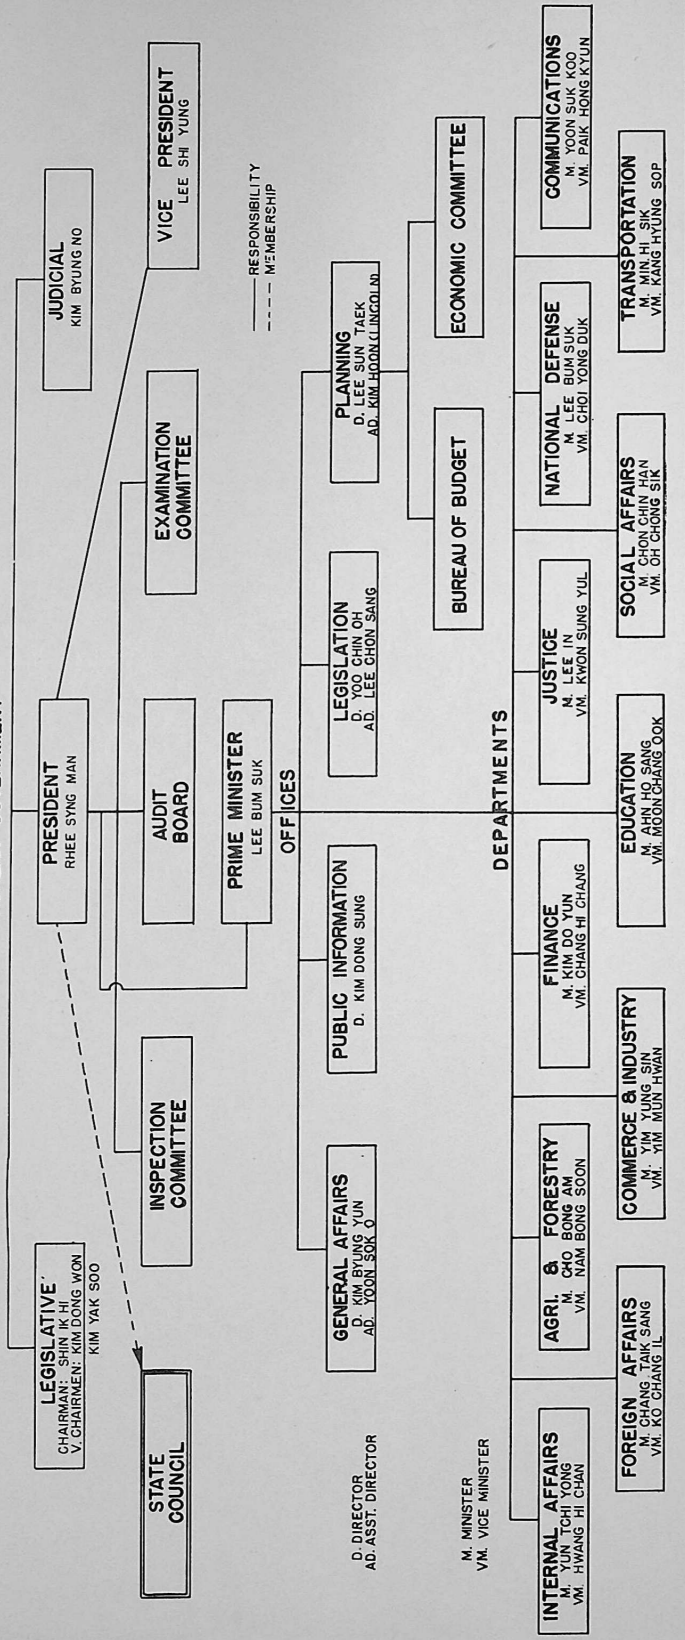 LEGISLATIVE
CHAIRMAN: SHIN IK HI
V. CHAIRMEN: KIM DONG WON
KIM YAK SOO
PRESIDENT
RHEE SYNG MAN
JUDICIAL
KIM BYUNG NO
STATE
COUNCIL
INSPECTION
COMMITTEE
AUDIT
BOARD
EXAMINATION
COMMITTEE
VICE PRESIDENT
LEE SHI YUNG
PRIME MINISTER
LEE BUM SUK
RESPONSIBILITY
MEMBERSHIP
OFFICES
D. DIRECTOR
AD. ASST. DIRECTOR
GENERAL AFFAIRS
D. KIM BYUNG YUN
AD. YOON SOK O
PUBLIC INFORMATION
D. KIM DONG SUNG
LEGISLATION
D. YOO CHIN OH
AD. LEE CHON SANG
PLANNING
D. LEE SUN TAEK
AD. KIM HOON (LINCOLN)
BUREAU OF BUDGET
ECONOMIC COMMITTEE
M. MINISTER
VM. VICE MINISTER
DEPARTMENTS
INTERNAL AFFAIRS
M. YUN TCHI YONG
VM. HWANG HI CHAN
AGRI. & FORESTRY
M. CHO BONG AM
VM. NAM BONG SOON
FINANCE
M. KIM DO YUN
VM. CHANG HI CHANG
JUSTICE
M. LEE IN
VM. KWON SUNG YUL
NATIONAL DEFENSE
M. LEE BUM SUK
VM. CHOI YONG DUK
COMMUNICATIONS
M. YOON SUK KOO
VM. PAIK HONG KYUN
FOREIGN AFFAIRS
M. CHANG TAIK SANG
VM. KO CHANG IL
COMMERCE & INDUSTRY
M. YIM YUNG SIN
VM. YIM MUN HWAN
EDUCATION
M. AHN HO SANG
VM. MOON CHANG OOK
SOCIAL AFFAIRS
M. CHON CHIN HAN
VM. OH CHONG SIK
TRANSPORTATION
M. MIN HI SIK
VM. KANG HYUNG SOP